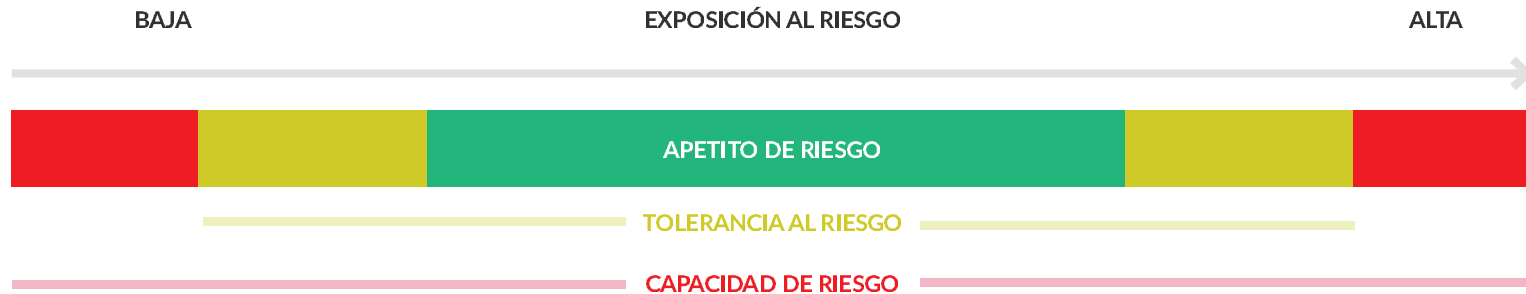 BAJA EXPOSICIÓN AL RIESGO ALTA
APETITO DE RIESGO
TOLERANCIA AL RIESGO
CAPACIDAD DE RIESGO